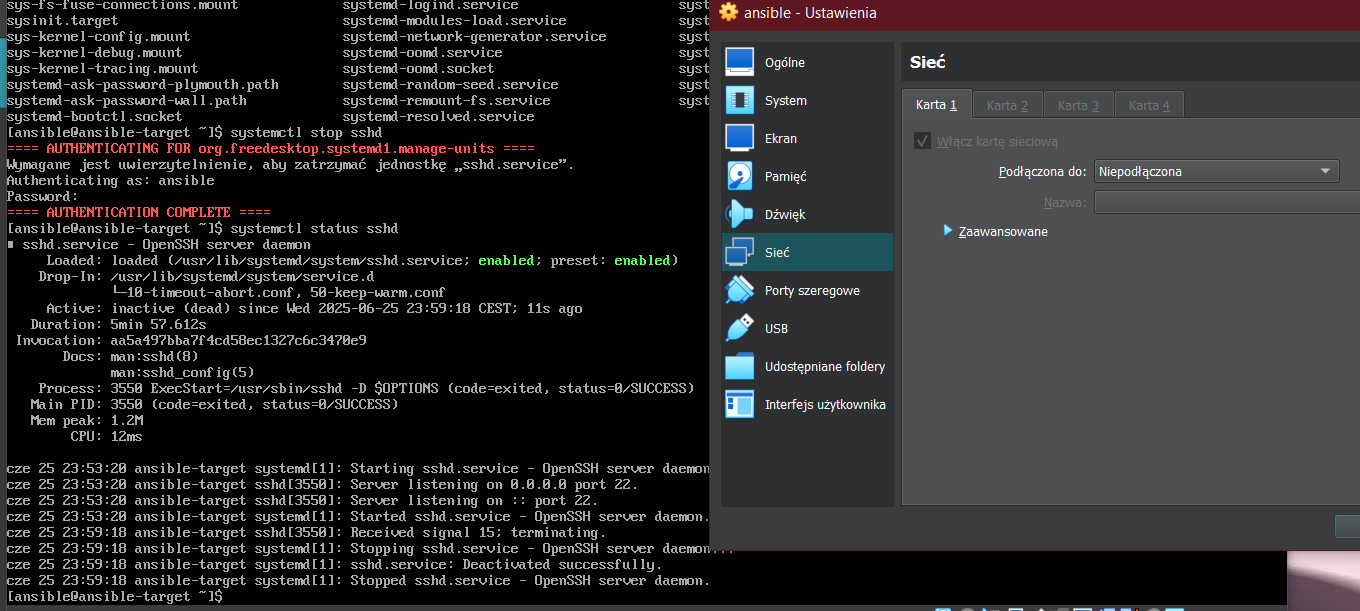 sys-fs-fuse-connections.mount systemd-logind.service syst
sysinit.target systemd-modules-load.service syst
sys-kernel-config.mount systemd-network-generator.service syst
sys-kernel-debug.mount systemd-oomd.service syst
sys-kernel-tracing.mount systemd-oomd.socket syst
systemd-ask-password-plymouth.path systemd-random-seed.service syst
systemd-ask-password-wall.path systemd-remount-fs.service syst
systemd-bootctl.socket systemd-resolved.service
[ansible@ansible-target ~]$ systemctl stop sshd
==== AUTHENTICATING FOR org.freedesktop.systemd1.manage-units ====
Wymagane jest uwierzytelnienie, aby zatrzymać jednostkę „sshd.service”.
Authenticating as: ansible
Password:
==== AUTHENTICATION COMPLETE ====
[ansible@ansible-target ~]$ systemctl status sshd
sshd.service - OpenSSH server daemon
Loaded: loaded (/usr/lib/systemd/system/sshd.service; enabled; preset: enabled)
Drop-In: /usr/lib/systemd/system/service.d
└─10-timeout-abort.conf, 50-keep-warm.conf
Active: inactive (dead) since Wed 2025-06-25 23:59:18 CEST; 11s ago
Duration: 5min 57.612s
Invocation: aa5a497bba7f4cd58ec1327c6c3470e9
Docs: man:sshd(8)
man:sshd_config(5)
Process: 3550 ExecStart=/usr/sbin/sshd -D $OPTIONS (code=exited, status=0/SUCCESS)
Main PID: 3550 (code=exited, status=0/SUCCESS)
Mem peak: 1.2M
CPU: 12ms
cze 25 23:53:20 ansible-target systemd[1]: Starting sshd.service - OpenSSH server daemon
cze 25 23:53:20 ansible-target sshd[3550]: Server listening on 0.0.0.0 port 22.
cze 25 23:53:20 ansible-target sshd[3550]: Server listening on :: port 22.
cze 25 23:53:20 ansible-target systemd[1]: Started sshd.service - OpenSSH server daemon.
cze 25 23:59:18 ansible-target sshd[3550]: Received signal 15; terminating.
cze 25 23:59:18 ansible-target systemd[1]: Stopping sshd.service - OpenSSH server daemon...
cze 25 23:59:18 ansible-target systemd[1]: sshd.service: Deactivated successfully.
cze 25 23:59:18 ansible-target systemd[1]: Stopped sshd.service - OpenSSH server daemon.
[ansible@ansible-target ~]$
ansible - Ustawienia
Ogólne
System
Ekran
Pamięć
Dźwięk
Sieć
Porty szeregowe
USB
Udostępniane foldery
Interfejs użytkownika
Sieć
Karta 1 Karta 2 Karta 3 Karta 4
Włącz kartę sieciową
Podłączona do: Niepodłączona
Nazwa:
Zaawansowane